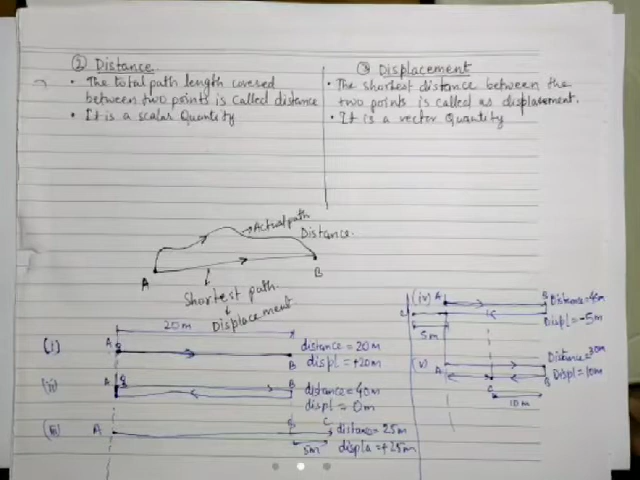 ② Distance
• The total path length covered
between two points is called distance
• It is a scalar Quantity
③ Displacement
• The shortest distance between the
two points is called as displacement.
• It is a vector Quantity
Actual path
Distance.
A
B
Shortest path.
Displacement
20m
(i)
A
B
distance = 20m
displ = +20m
(ii)
A
B
distance = 40m
displ = 0m
(iii)
A
B
C
5m
distance = 25m
displa = +25m
(iv)
A
B
C
5m
Displ = -5m
(v)
A
B
C
10m
Distance = 30m
Displ = 10m